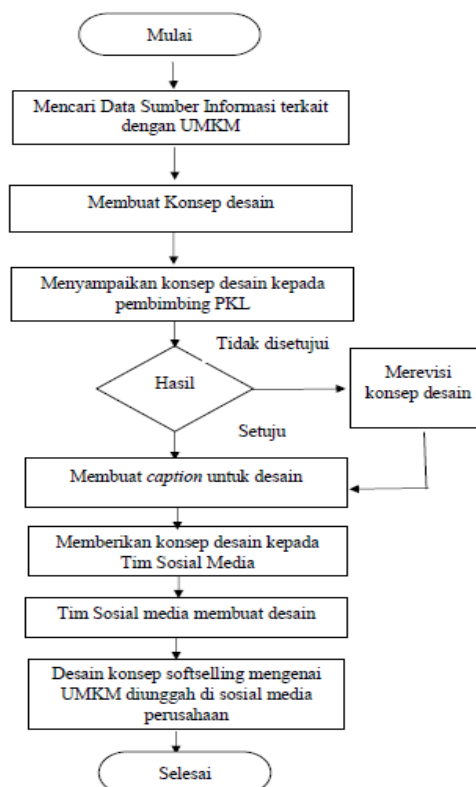 Mulai
Mencari Data Sumber Informasi terkait
dengan UMKM
Membuat Konsep desain
Menyampaikan konsep desain kepada
pembimbing PKL
Tidak disetujui
Hasil
Merevisi
konsep desain
Setuju
Membuat caption untuk desain
Memberikan konsep desain kepada
Tim Sosial Media
Tim Sosial media membuat desain
Desain konsep softselling mengenai
UMKM diunggah di sosial media
perusahaan
Selesai